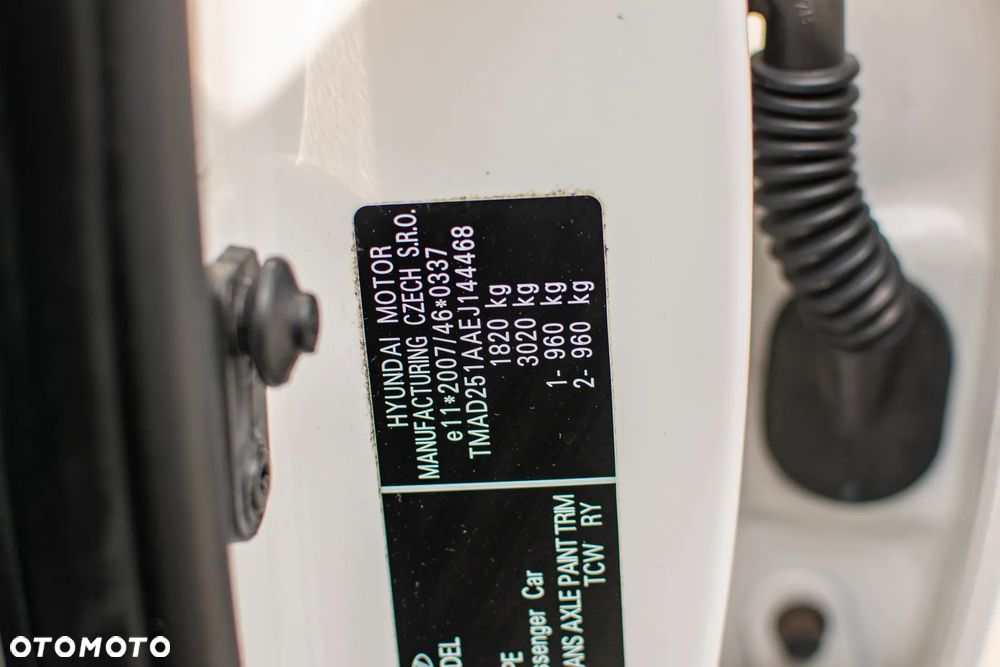 HYUNDAI MOTOR
MANUFACTURING CZECH S.R.O.
e11*2007/46*0337
TMAD251AAEJ144468
1820 kg
3020 kg
1- 960 kg
2- 960 kg
DEL
PE
ssenger Car
ANS AXLE PAINT TRIM
TCW RY
OTOMOTO